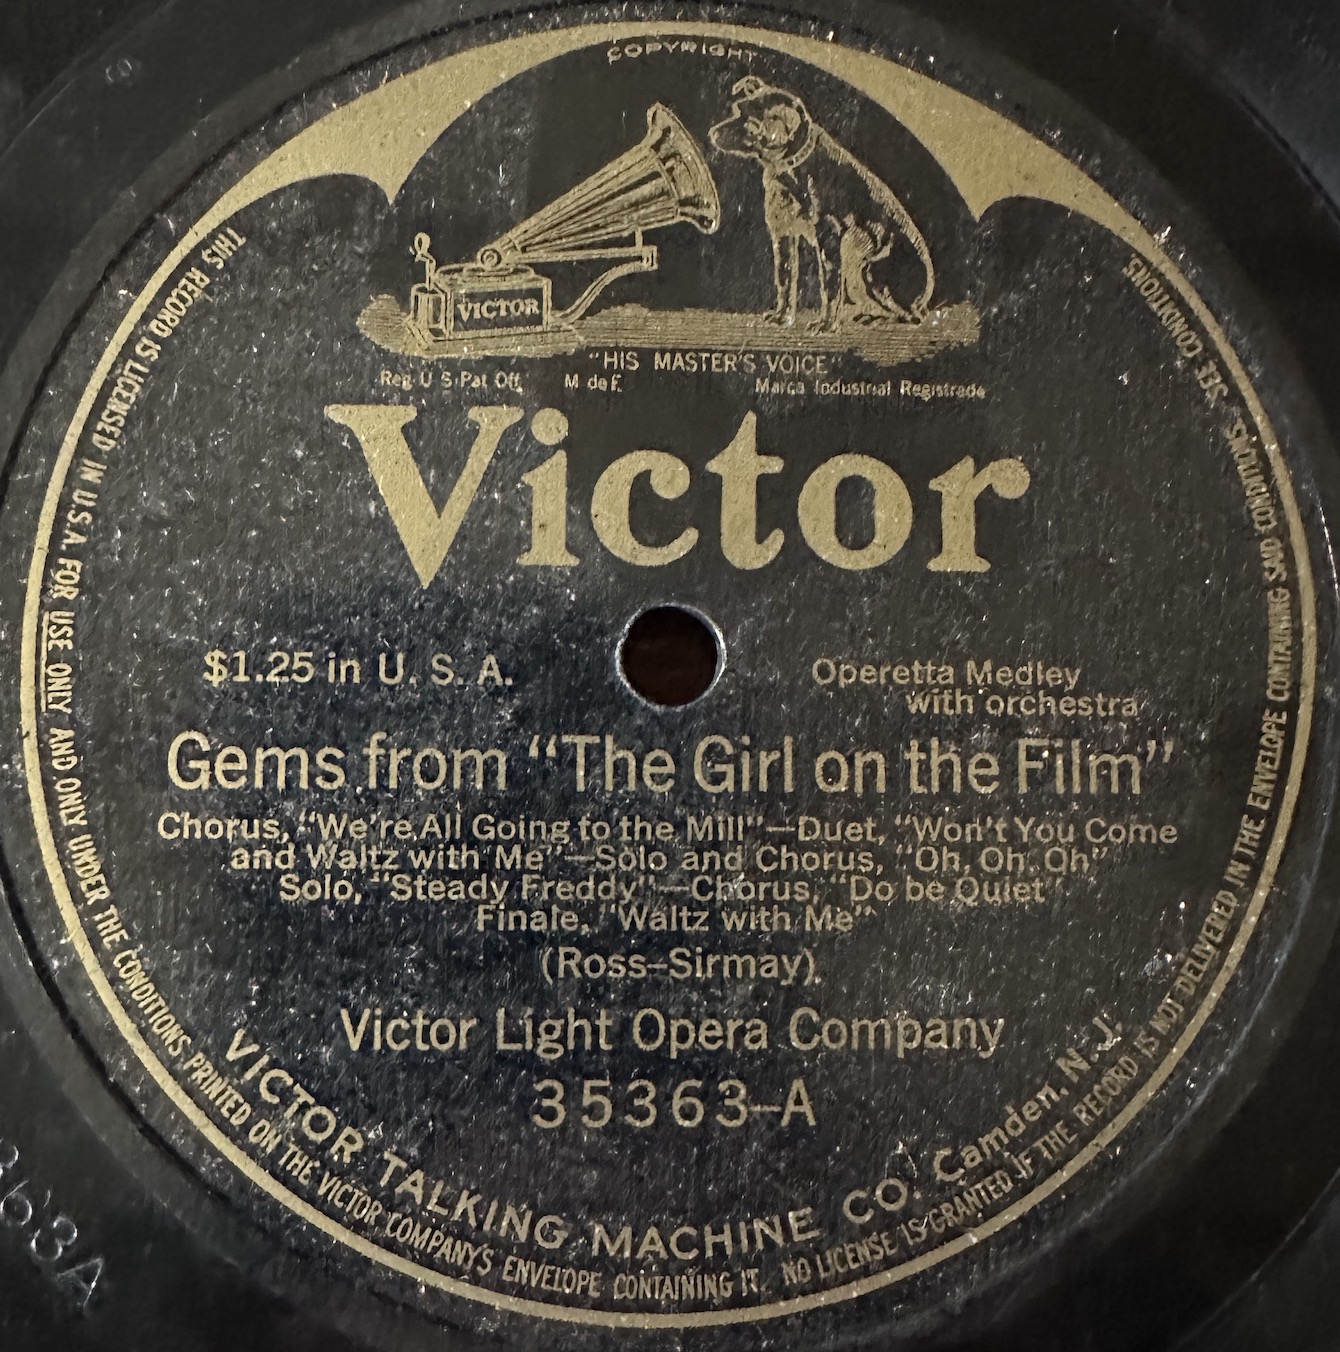 COPYRIGHT
VICTOR
"HIS MASTER'S VOICE"
Reg. U S Pat Off. M de F. Marca Industrial Registrada
Victor
$1.25 in U. S. A.
Operetta Medley
with orchestra
Gems from "The Girl on the Film"
Chorus, "We're All Going to the Mill"—Duet, "Won't You Come
and Waltz with Me"—Solo and Chorus, "Oh, Oh, Oh"
Solo, "Steady Freddy"—Chorus, "Do be Quiet"
Finale, "Waltz with Me"
(Ross-Sirmay)
Victor Light Opera Company
35363-A
VICTOR TALKING MACHINE CO. Camden, N. J.
THIS RECORD IS LICENSED IN U.S.A. FOR USE ONLY AND ONLY UNDER THE CONDITIONS PRINTED ON THE VICTOR COMPANY'S ENVELOPE CONTAINING IT. NO LICENSE IS GRANTED IF THE RECORD IS NOT DELIVERED IN THE ENVELOPE CONTAINING SAID CONDITIONS. SEE CONDITIONS
363A